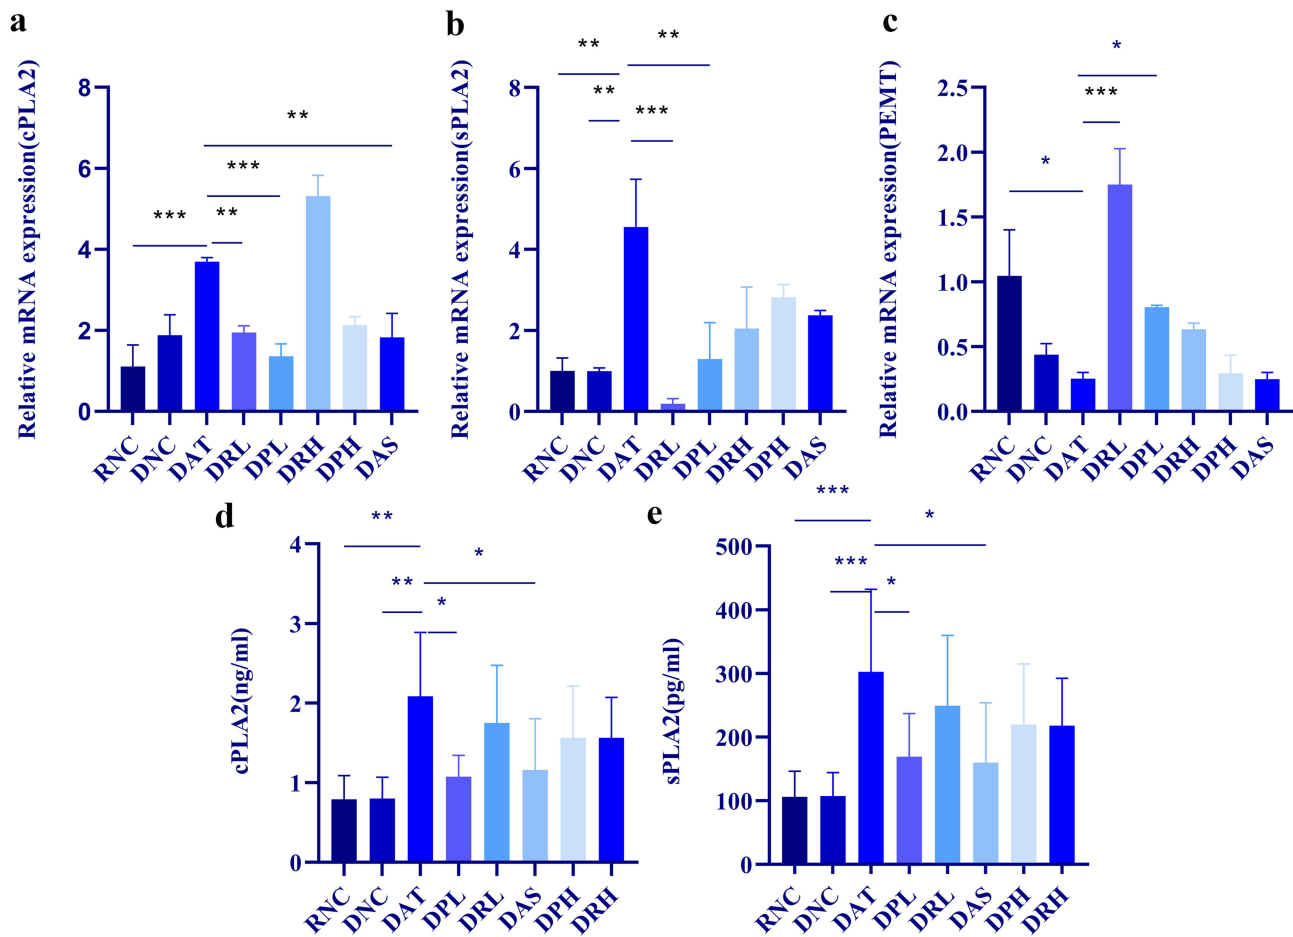 a
Relative mRNA expression(cPLA2)
8
6
4
2
0
***
**
***
**
RNC
DNC
DAT
DRL
DPL
DRH
DPH
DAS
b
Relative mRNA expression(sPLA2)
8
6
4
2
0
**
**
**
***
RNC
DNC
DAT
DRL
DPL
DRH
DPH
DAS
c
Relative mRNA expression(PEMT)
2.5
2.0
1.5
1.0
0.5
0.0
*
***
*
RNC
DNC
DAT
DRL
DPL
DRH
DPH
DAS
d
cPLA2(ng/ml)
4
3
2
1
0
**
*
**
*
RNC
DNC
DAT
DPL
DRL
DAS
DPH
DRH
e
sPLA2(pg/ml)
500
400
300
200
100
0
***
*
***
*
RNC
DNC
DAT
DPL
DRL
DAS
DPH
DRH